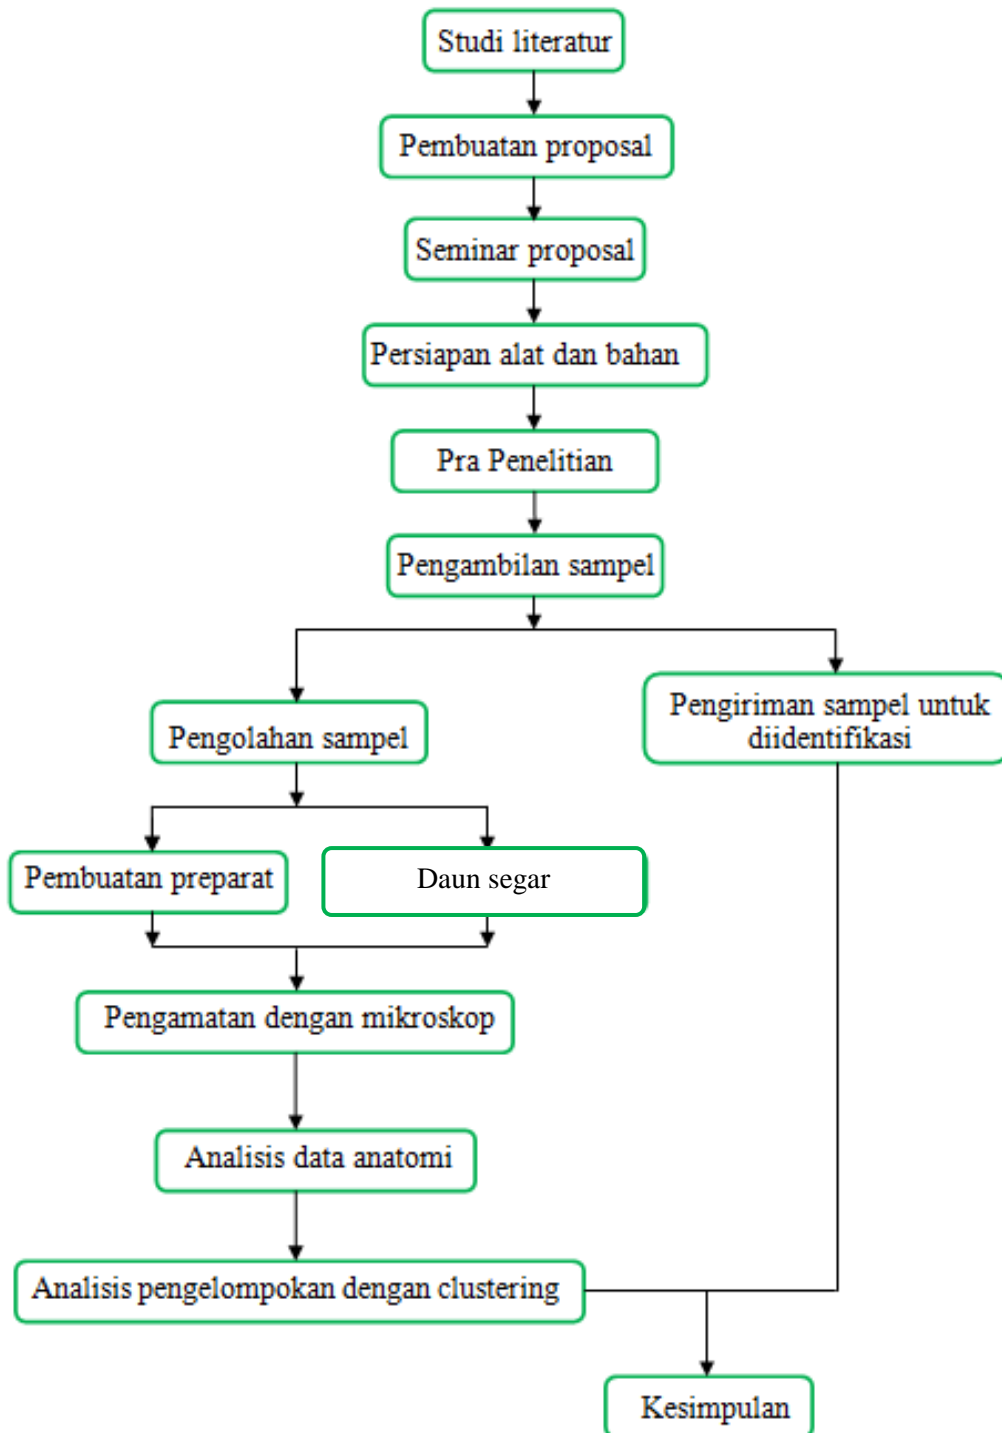 Studi literatur
Pembuatan proposal
Seminar proposal
Persiapan alat dan bahan
Pra Penelitian
Pengambilan sampel
Pengolahan sampel
Pengiriman sampel untuk
diidentifikasi
Pembuatan preparat
Daun segar
Pengamatan dengan mikroskop
Analisis data anatomi
Analisis pengelompokan dengan clustering
Kesimpulan